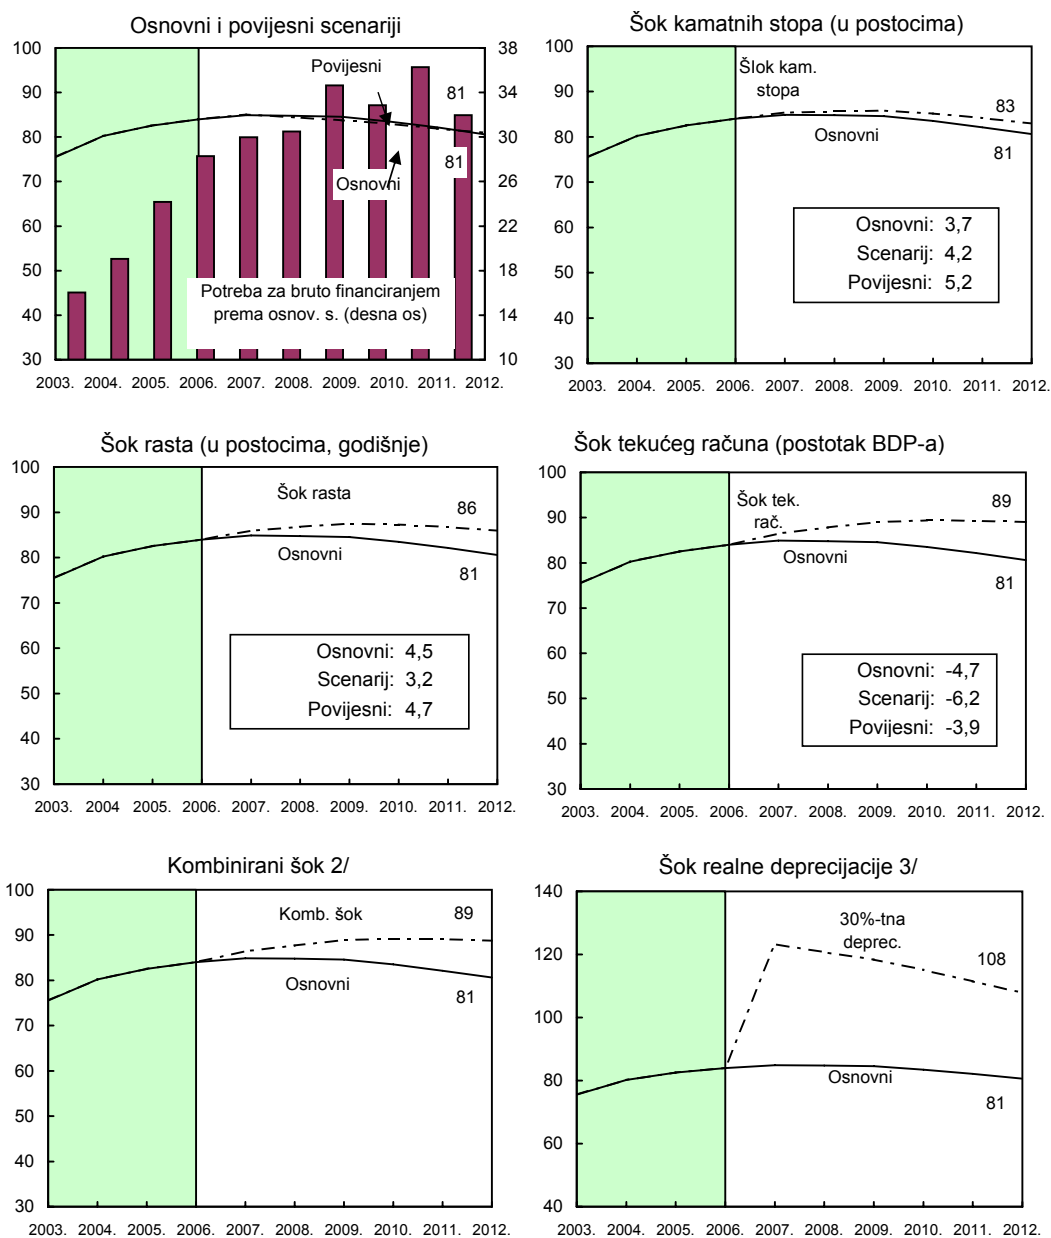 Osnovni i povijesni scenariji
100
90
80
70
60
50
40
30
38
34
30
26
22
18
14
10
Povijesni
81
81
Osnovni
Potreba za bruto financiranjem
prema osnov. s. (desna os)
2003. 2004. 2005. 2006. 2007. 2008. 2009. 2010. 2011. 2012.
Šok kamatnih stopa (u postocima)
100
90
80
70
60
50
40
30
Šlok kam.
stopa
83
Osnovni
81
Osnovni: 3,7
Scenarij: 4,2
Povijesni: 5,2
2003. 2004. 2005. 2006. 2007. 2008. 2009. 2010. 2011. 2012.
Šok rasta (u postocima, godišnje)
100
90
80
70
60
50
40
30
Šok rasta
86
Osnovni
81
Osnovni: 4,5
Scenarij: 3,2
Povijesni: 4,7
2003. 2004. 2005. 2006. 2007. 2008. 2009. 2010. 2011. 2012.
Šok tekućeg računa (postotak BDP-a)
100
90
80
70
60
50
40
30
Šok tek.
rač.
89
Osnovni
81
Osnovni: -4,7
Scenarij: -6,2
Povijesni: -3,9
2003. 2004. 2005. 2006. 2007. 2008. 2009. 2010. 2011. 2012.
Kombinirani šok 2/
100
90
80
70
60
50
40
30
Komb. šok
89
Osnovni
81
2003. 2004. 2005. 2006. 2007. 2008. 2009. 2010. 2011. 2012.
Šok realne deprecijacije 3/
140
120
100
80
60
40
30%-tna
deprec.
108
Osnovni
81
2003. 2004. 2005. 2006. 2007. 2008. 2009. 2010. 2011. 2012.